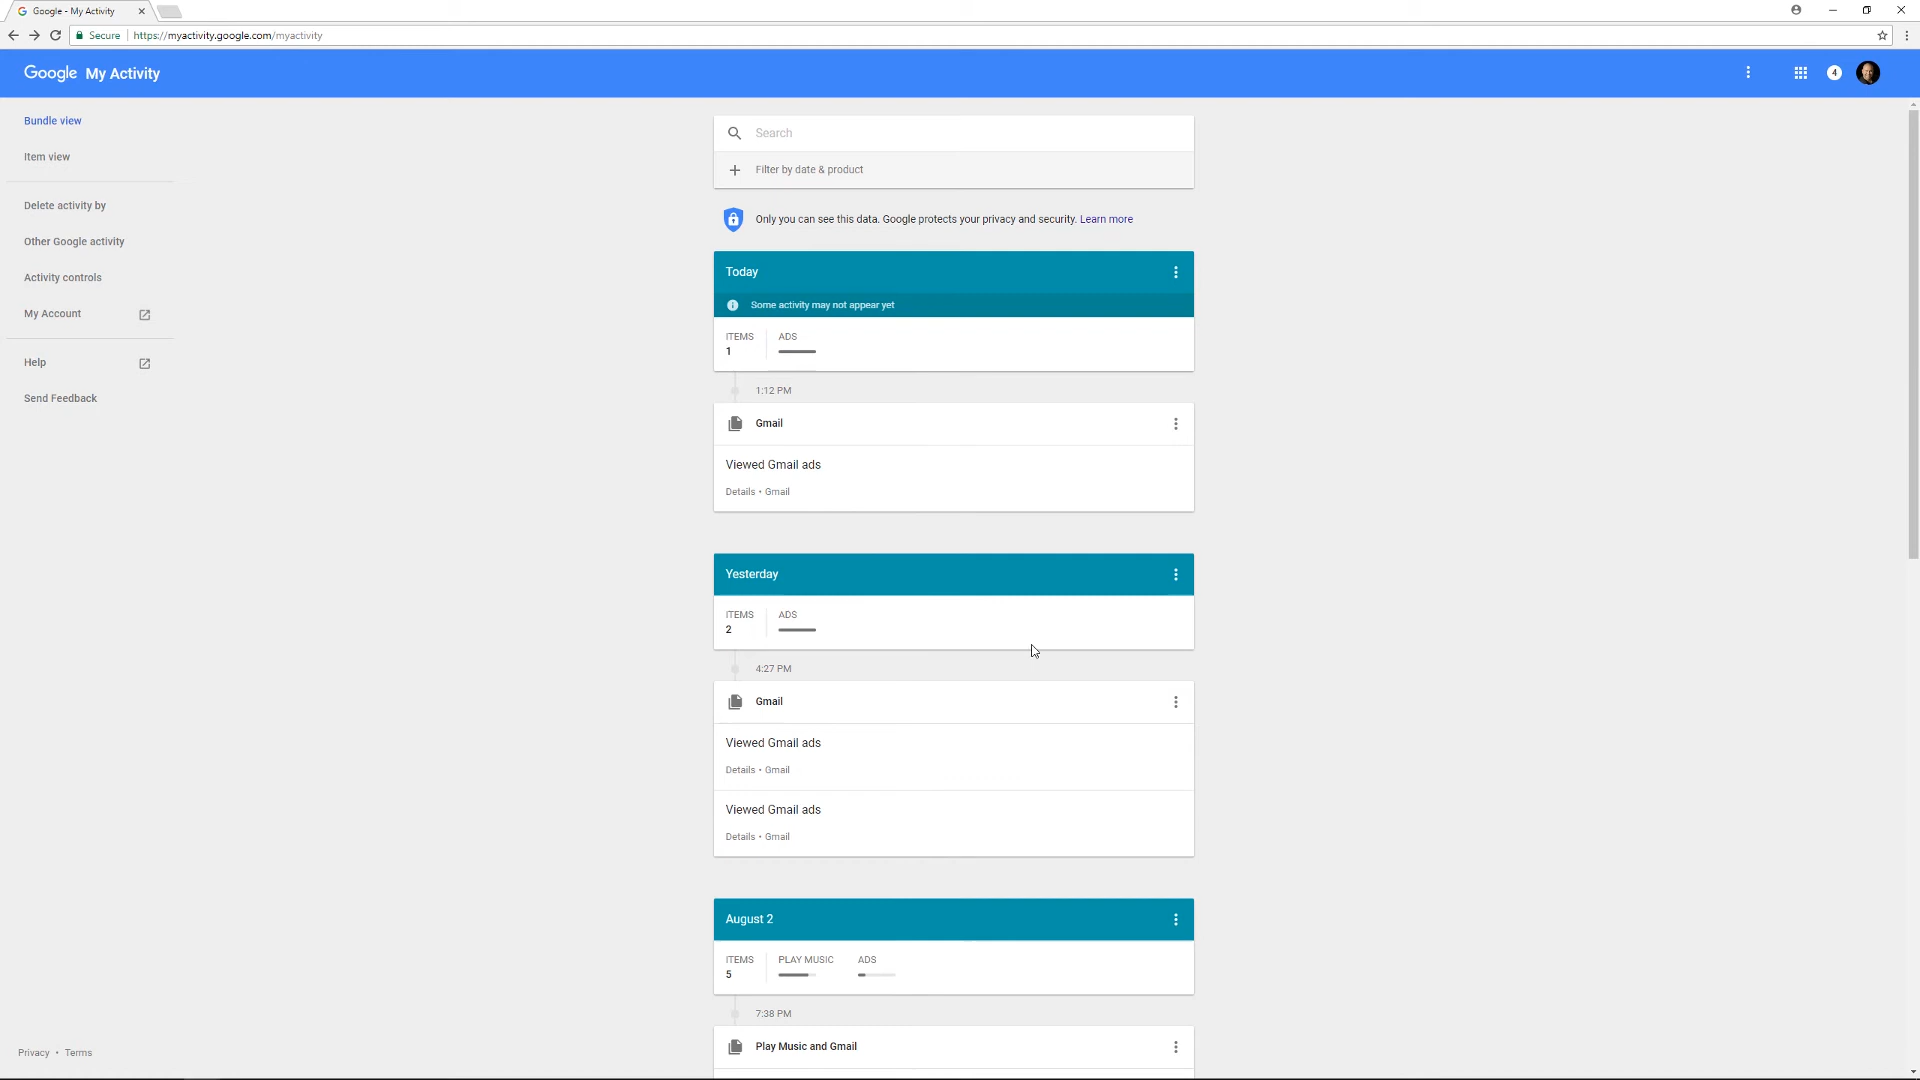 Google - My Activity
Secure
https://myactivity.google.com/myactivity
Google My Activity
4
Bundle view
Item view
Delete activity by
Other Google activity
Activity controls
My Account
Help
Send Feedback
Privacy • Terms
Search
Filter by date & product
Only you can see this data. Google protects your privacy and security. Learn more
Today
Some activity may not appear yet
ITEMS ADS
1
1:12 PM
Gmail
Viewed Gmail ads
Details • Gmail
Yesterday
ITEMS ADS
2
4:27 PM
Gmail
Viewed Gmail ads
Details • Gmail
Viewed Gmail ads
Details • Gmail
August 2
ITEMS PLAY MUSIC ADS
5
7:38 PM
Play Music and Gmail